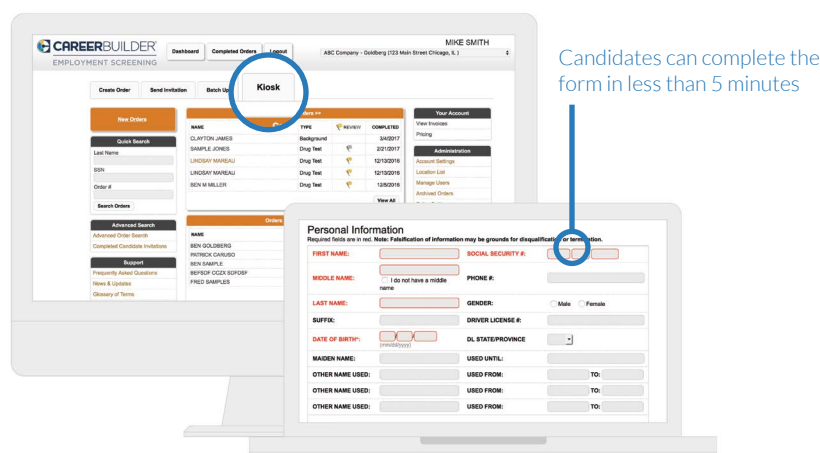 CAREERBUILDER
EMPLOYMENT SCREENING
Dashboard
Completed Orders
Logout
MIKE SMITH
ABC Company - Goldberg (123 Main Street Chicago, IL )
Create Order
Send Invitation
Batch Up
Kiosk
New Orders
Quick Search
Last Name
SSN
Order #
Search Orders
Advanced Search
Advanced Order Search
Completed Candidate Invitations
Support
Frequently Asked Questions
News & Updates
Glossary of Terms
NAME TYPE REVIEW COMPLETED
CLAYTON JAMES Background 3/4/2017
SAMPLE JONES Drug Test 2/21/2017
LINDSAY MAREAU Drug Test 12/13/2016
LINDSAY MAREAU Drug Test 12/13/2016
BEN M MILLER Drug Test 12/8/2016
View All
Orders
NAME
BEN GOLDBERG
PATRICK CARUSO
BEN SAMPLE
BEFSDF CCZX SDFDSF
FRED SAMPLES
Your Account
View Invoices
Pricing
Administration
Account Settings
Location List
Manage Users
Archived Orders
Candidates can complete the
form in less than 5 minutes
Personal Information
Required fields are in red. Note: Falsification of information may be grounds for disqualification or termination.
FIRST NAME: SOCIAL SECURITY #:
MIDDLE NAME: I do not have a middle name PHONE #:
LAST NAME: GENDER: Male Female
SUFFIX: DRIVER LICENSE #:
DATE OF BIRTH*: / / (mm/dd/yyyy) DL STATE/PROVINCE
MAIDEN NAME: USED UNTIL:
OTHER NAME USED: USED FROM: TO:
OTHER NAME USED: USED FROM: TO:
OTHER NAME USED: USED FROM: TO: